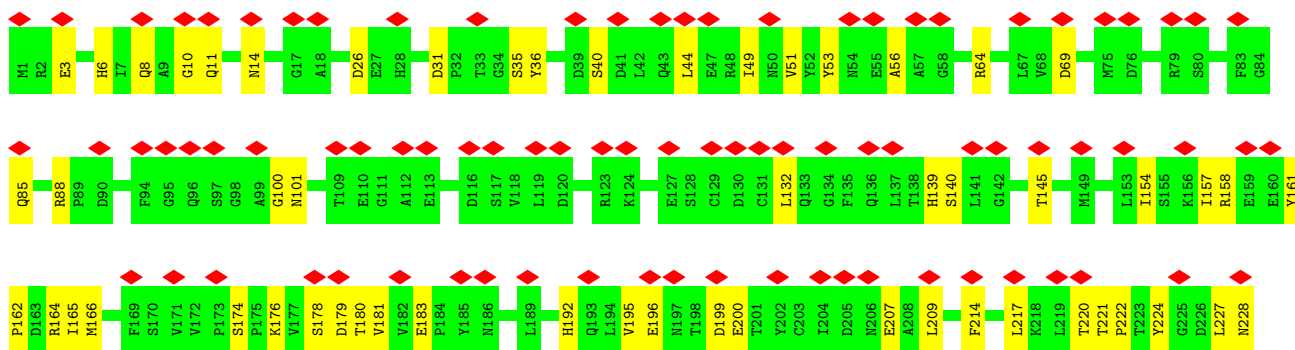 M1 R2 E3 H6 I7 Q8 A9 G10 Q11 N14 G17 A18 D26 E27 H28 D31 P32 T33 G34 S35 Y36 D39 S40 D41 L42 Q43 L44 E47 R48 I49 N50 V51 Y52 Y53 N54 E55 A56 A57 G58 R64 L67 V68 D69 M75 D76 R79 S80 F83 G84
Q85 R88 P89 D90 F94 G95 Q96 S97 G98 A99 G100 N101 T109 E110 G111 A112 E113 D116 S117 V118 L119 D120 R123 K124 E127 S128 C129 D130 C131 L132 Q133 G134 F135 Q136 L137 T138 H139 S140 L141 G142 T145 M149 L153 I154 S155 K156 I157 R158 E159 E160 Y161
P162 D163 R164 I165 M166 F169 S170 V171 V172 P173 S174 P175 K176 V177 S178 D179 T180 V181 V182 E183 P184 Y185 N186 L189 H192 Q193 L194 V195 E196 N197 T198 D199 E200 T201 Y202 C203 I204 D205 N206 E207 A208 L209 F214 L217 K218 L219 T220 T221 P222 T223 Y224 G225 D226 L227 N228